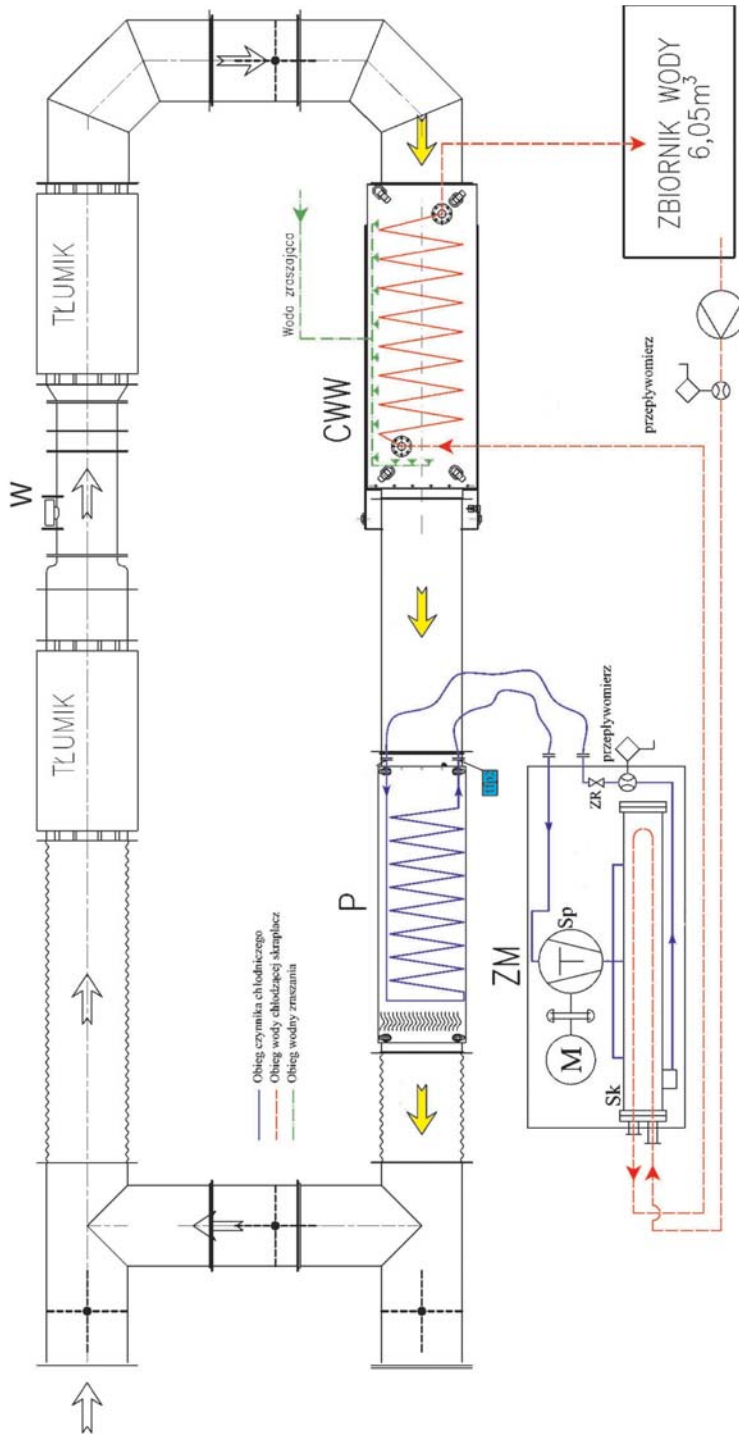 ZBIORNIK WODY
6,05m³
TŁUMIK
Woda zraszająca
CWW
przepływomierz
W
TŁUMIK
przepływomierz
ZR
P
Sp
ZM
M
Sk
Obieg czynnika chłodniczego
Obieg wody chłodzącej skraplacz
Obieg wodny zraszania